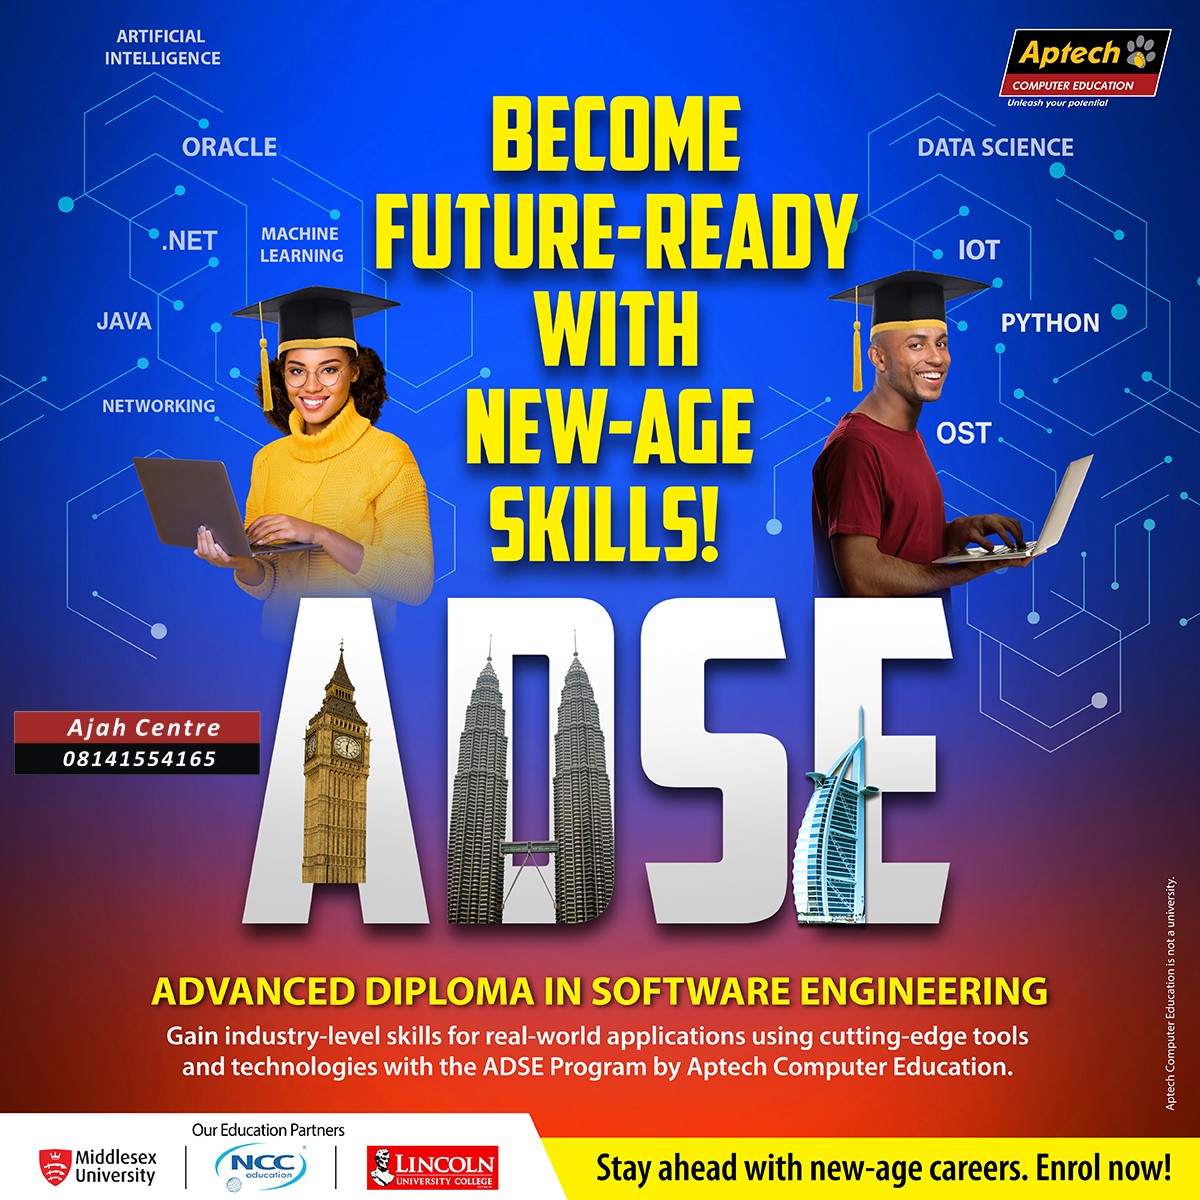 ARTIFICIAL
INTELLIGENCE
ORACLE
.NET
MACHINE
LEARNING
JAVA
NETWORKING
BECOME
FUTURE-READY
WITH
NEW-AGE
SKILLS!
Aptech
COMPUTER EDUCATION
Unleash your potential
DATA SCIENCE
IOT
PYTHON
OST
Ajah Centre
08141554165
ADSE
ADVANCED DIPLOMA IN SOFTWARE ENGINEERING
Gain industry-level skills for real-world applications using cutting-edge tools
and technologies with the ADSE Program by Aptech Computer Education.
Aptech Computer Education is not a university.
Our Education Partners
Middlesex
University
NCC
education
LINCOLN
UNIVERSITY COLLEGE
Stay ahead with new-age careers. Enrol now!